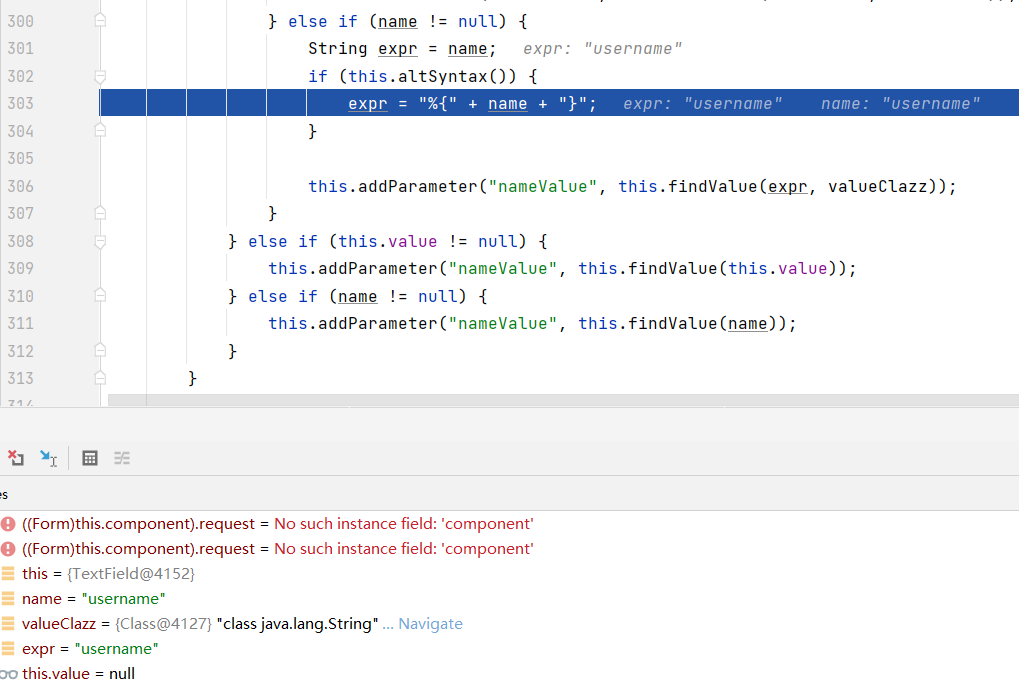 300 } else if (name != null) {
301 String expr = name; expr: "username"
302 if (this.altSyntax()) {
303 expr = "%{" + name + "}"; expr: "username" name: "username"
304 }
305
306 this.addParameter("nameValue", this.findValue(expr, valueClazz));
307 }
308 } else if (this.value != null) {
309 this.addParameter("nameValue", this.findValue(this.value));
310 } else if (name != null) {
311 this.addParameter("nameValue", this.findValue(name));
312 }
313 }
314
es
((Form)this.component).request = No such instance field: 'component'
((Form)this.component).request = No such instance field: 'component'
this = {TextField@4152}
name = "username"
valueClazz = {Class@4127} "class java.lang.String" ... Navigate
expr = "username"
this.value = null